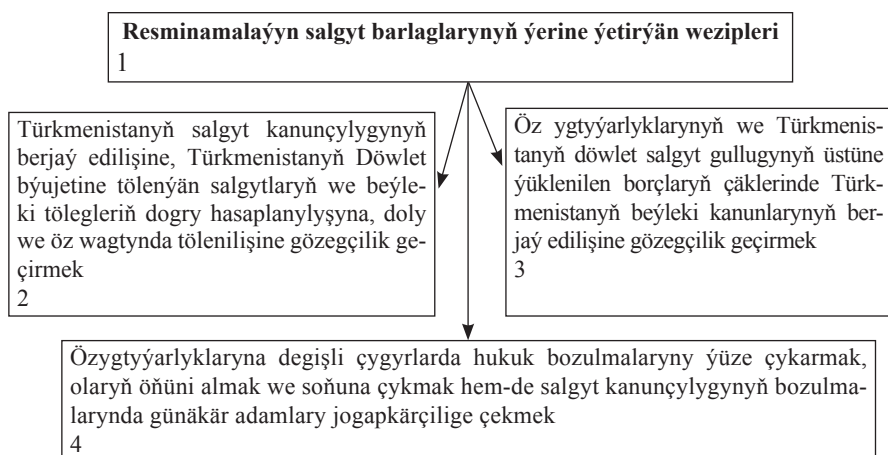 Resminamalaýyn salgyt barlaglarynyň ýerine ýetirýän wezipleri
1
Türkmenistanyň salgyt kanunçylygynyň
berjaý edilişine, Türkmenistanyň Döwlet
býujetine tölenýän salgytlaryň we beýle-
ki tölegleriň dogry hasaplanylyşyna, doly
we öz wagtynda tölenilişine gözegçilik ge-
çirmek
2
Öz ygtyýarlyklarynyň we Türkmenis-
tanyň döwlet salgyt gullugynyň üstüne
ýüklenilen borçlaryň çäklerinde Türk-
menistanyň beýleki kanunlarynyň ber-
jaý edilişine gözegçilik geçirmek
3
Özygtyýarlyklaryna degişli çygyrlarda hukuk bozulmalaryny ýüze çykarmak,
olaryň öňüni almak we soňuna çykmak hem-de salgyt kanunçylygynyň bozulma-
larynda günäkär adamlary jogapkärçilige çekmek
4